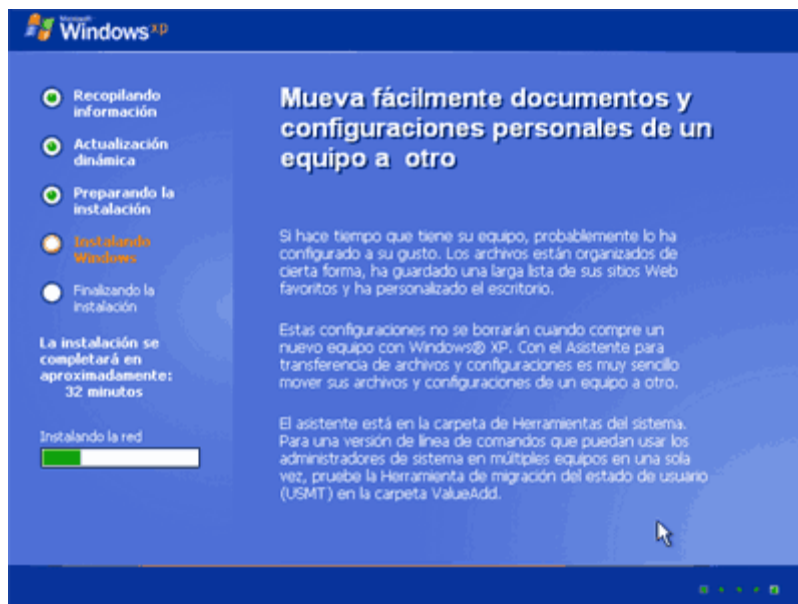 Microsoft
Windows xp
Recopilando
información
Actualización
dinámica
Preparando la
instalación
Instalando
Windows
Finalizando la
instalación
La instalación se
completará en
aproximadamente:
32 minutos
Instalando la red
Mueva fácilmente documentos y
configuraciones personales de un
equipo a otro
Si hace tiempo que tiene su equipo, probablemente lo ha
configurado a su gusto. Los archivos están organizados de
cierta forma, ha guardado una larga lista de sus sitios Web
favoritos y ha personalizado el escritorio.
Estas configuraciones no se borrarán cuando compre un
nuevo equipo con Windows® XP. Con el Asistente para
transferencia de archivos y configuraciones es muy sencillo
mover sus archivos y configuraciones de un equipo a otro.
El asistente está en la carpeta de Herramientas del sistema.
Para una versión de línea de comandos que puedan usar los
administradores de sistema en múltiples equipos en una sola
vez, pruebe la Herramienta de migración del estado de usuario
(USMT) en la carpeta ValueAdd.